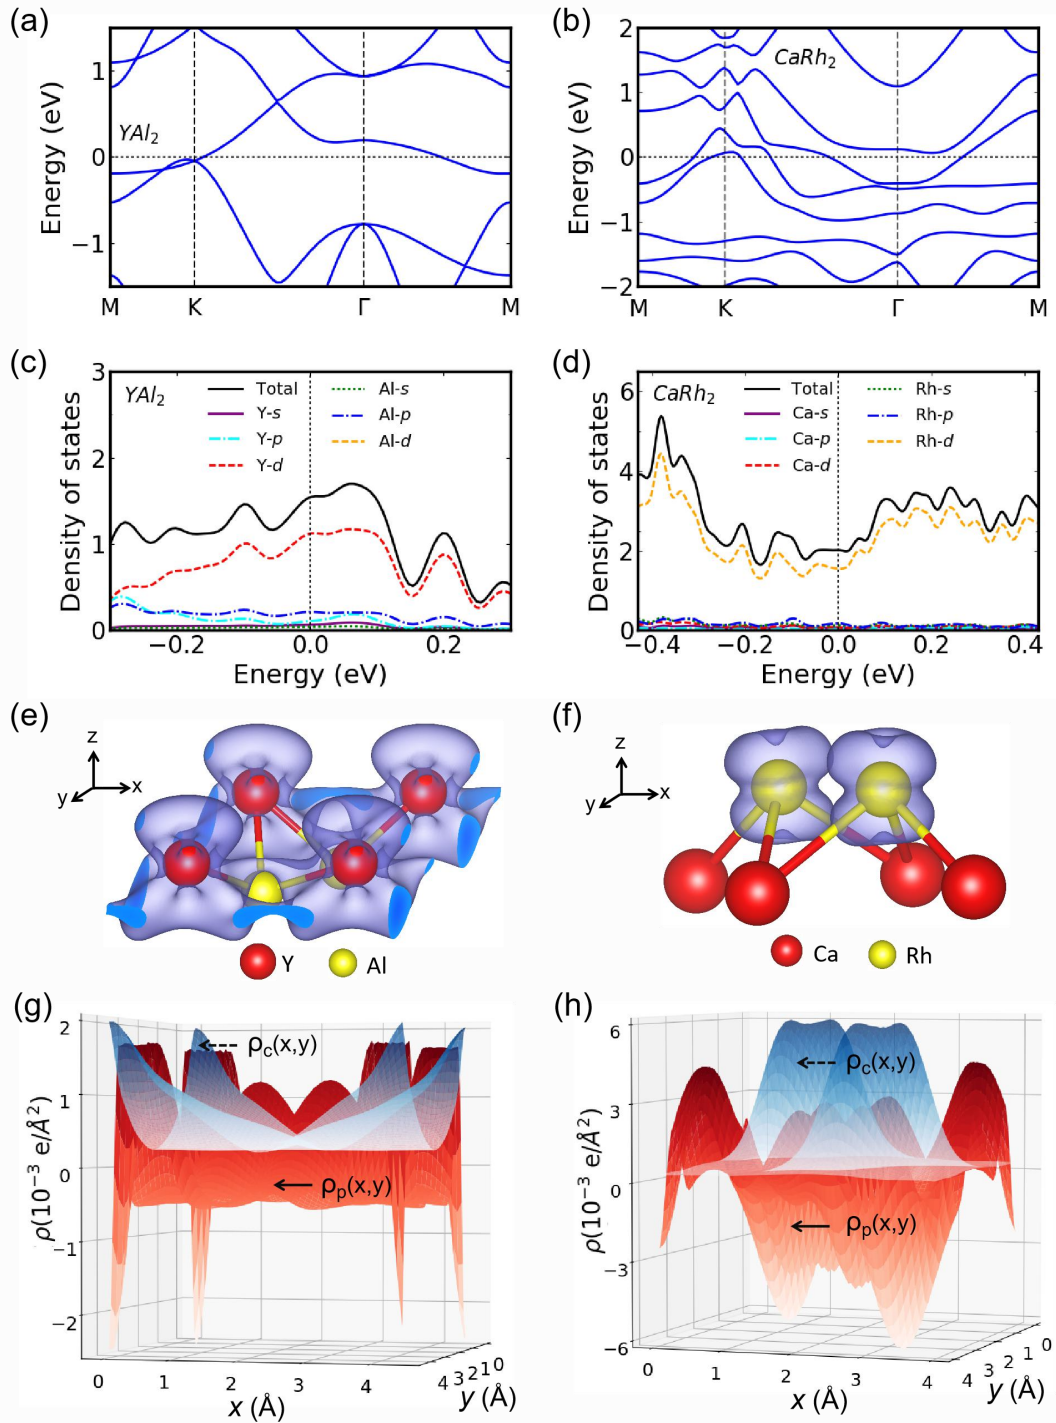 (a)
(b)
Energy (eV)
1
0
−1
YAl2
M K Γ M
Energy (eV)
2
1
0
−1
−2
CaRh2
M K Γ M
(c)
(d)
Density of states
3
2
1
0
YAl2
Total
Y-s
Y-p
Y-d
Al-s
Al-p
Al-d
−0.2 0.0 0.2
Energy (eV)
Density of states
6
4
2
0
CaRh2
Total
Ca-s
Ca-p
Ca-d
Rh-s
Rh-p
Rh-d
−0.4 −0.2 0.0 0.2 0.4
Energy (eV)
(e)
z
x
y
Y Al
(f)
z
x
y
Ca Rh
(g)
ρ(10⁻³ e/Å²)
2
1
0
−1
−2
ρc(x,y)
ρp(x,y)
0 1 2 3 4
x (Å)
4 3 2 1 0
y (Å)
(h)
ρ(10⁻³ e/Å²)
6
3
0
−3
−6
ρc(x,y)
ρp(x,y)
0 1 2 3 4
x (Å)
4 3 2 1 0
y (Å)